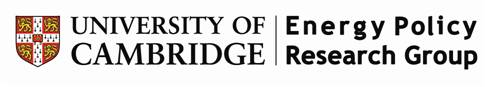 UNIVERSITY OF
CAMBRIDGE
Energy Policy
Research Group